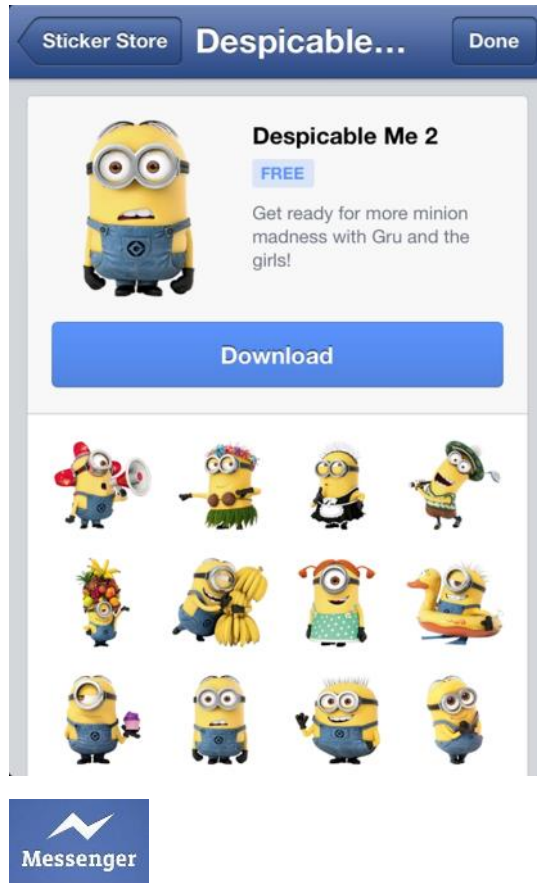 Sticker Store Despicable... Done
Despicable Me 2
FREE
Get ready for more minion
madness with Gru and the
girls!
Download
Messenger